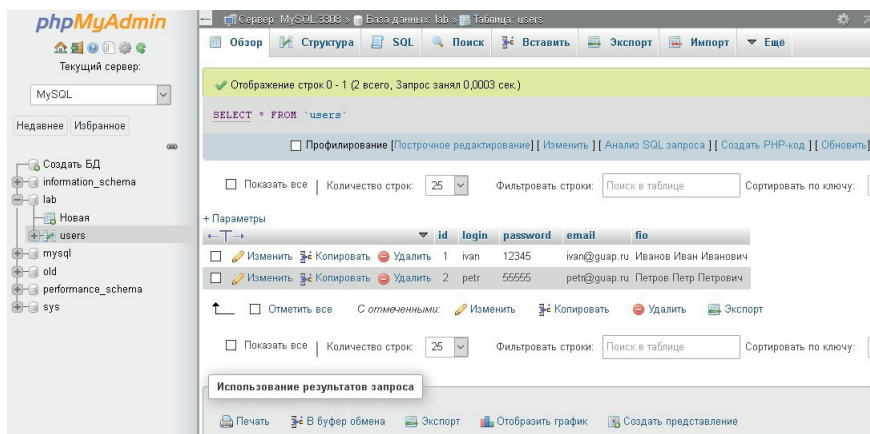 phpMyAdmin
Текущий сервер:
MySQL
Недавнее Избранное
Создать БД
information_schema
lab
Новая
users
mysql
old
performance_schema
sys
Сервер: MySQL:3308 » База данных: lab » Таблица: users
Обзор Структура SQL Поиск Вставить Экспорт Импорт Ещё
Отображение строк 0 - 1 (2 всего, Запрос занял 0,0003 сек.)
SELECT * FROM `users`
Профилирование [Построчное редактирование] [ Изменить ] [ Анализ SQL запроса ] [ Создать PHP-код ] [ Обновить]
Показать все | Количество строк: 25 Фильтровать строки: Поиск в таблице Сортировать по ключу:
+ Параметры
←T→ id login password email fio
Изменить Копировать Удалить 1 ivan 12345 ivan@guap.ru Иванов Иван Иванович
Изменить Копировать Удалить 2 petr 55555 petr@guap.ru Петров Петр Петрович
Отметить все С отмеченными: Изменить Копировать Удалить Экспорт
Показать все | Количество строк: 25 Фильтровать строки: Поиск в таблице Сортировать по ключу:
Использование результатов запроса
Печать В буфер обмена Экспорт Отобразить график Создать представление